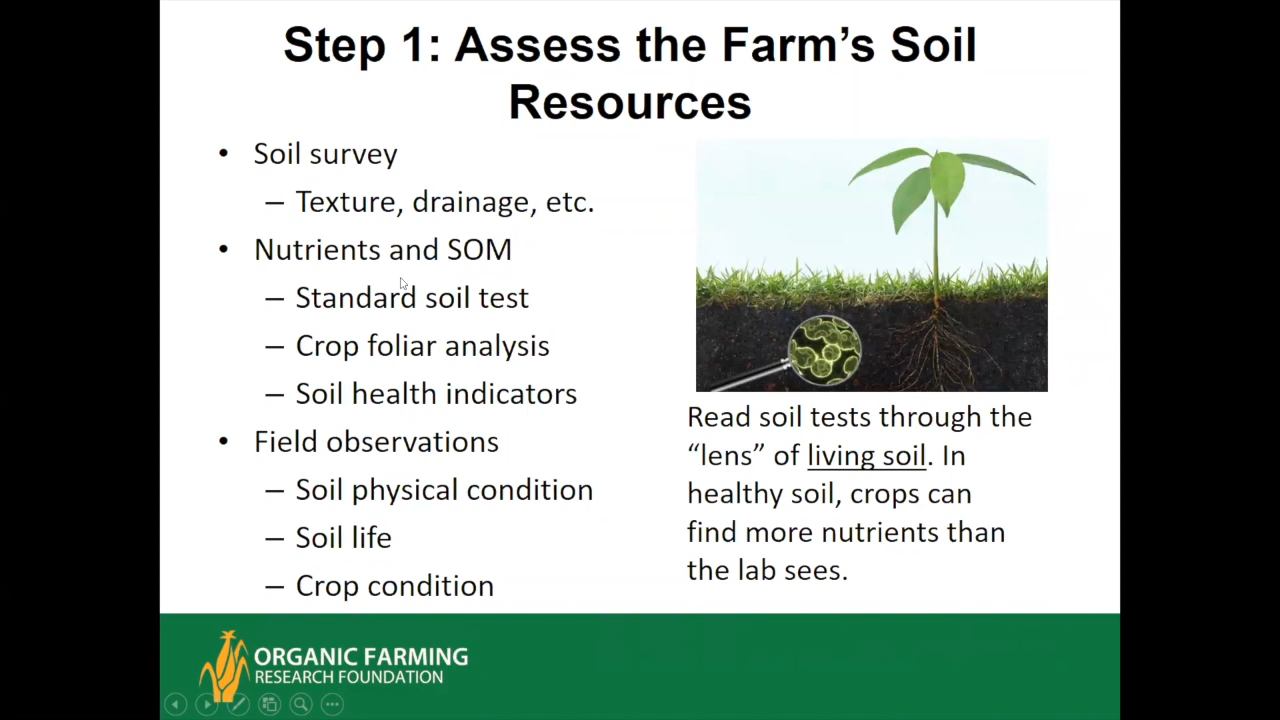 Step 1: Assess the Farm’s Soil
Resources
• Soil survey
– Texture, drainage, etc.
• Nutrients and SOM
– Standard soil test
– Crop foliar analysis
– Soil health indicators
• Field observations
– Soil physical condition
– Soil life
– Crop condition
Read soil tests through the
“lens” of living soil. In
healthy soil, crops can
find more nutrients than
the lab sees.
ORGANIC FARMING
RESEARCH FOUNDATION